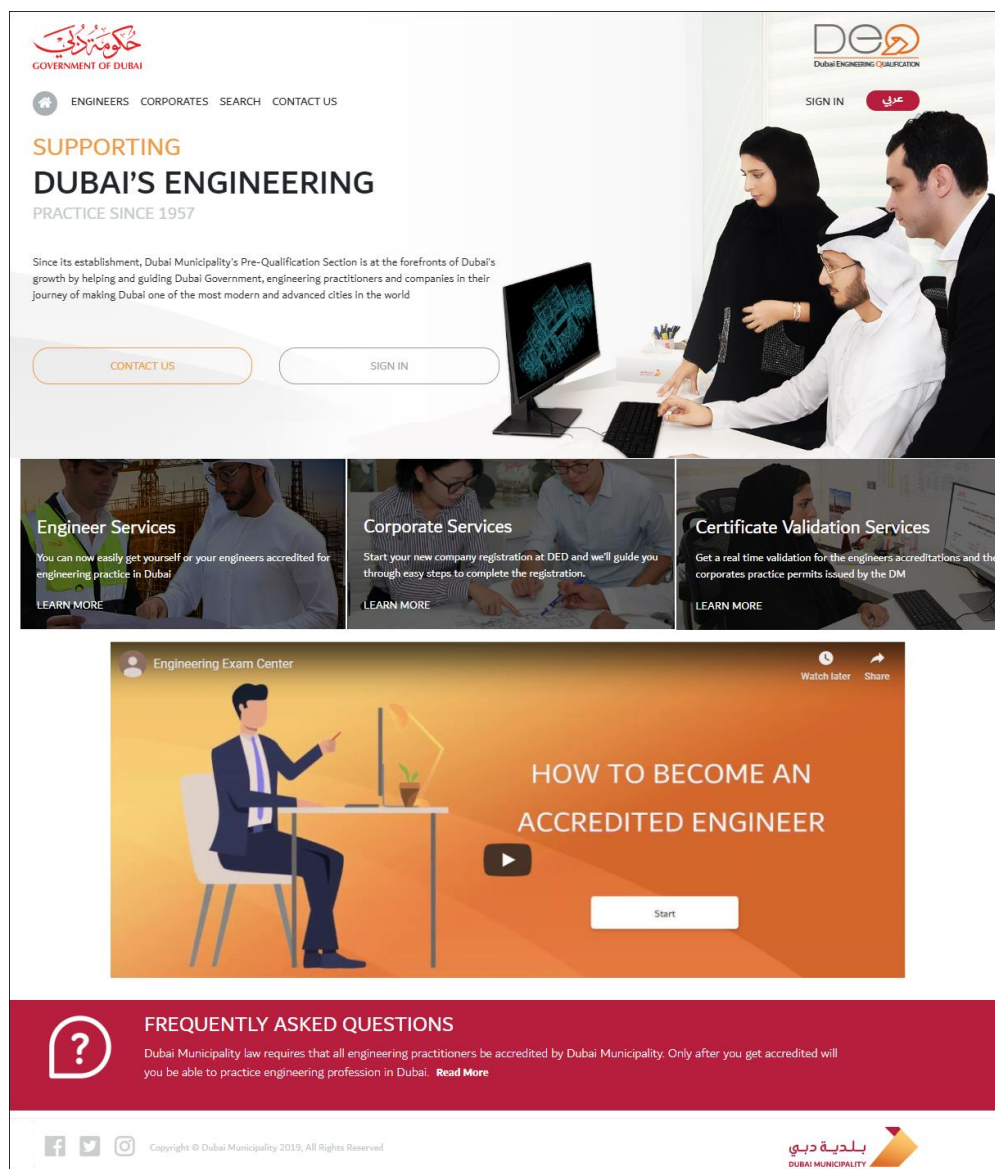 حكومة دبي
GOVERNMENT OF DUBAI
DEQ
Dubai ENGINEERING QUALIFICATION
ENGINEERS CORPORATES SEARCH CONTACT US
SIGN IN عربي
SUPPORTING
DUBAI'S ENGINEERING
PRACTICE SINCE 1957
Since its establishment, Dubai Municipality's Pre-Qualification Section is at the forefronts of Dubai's
growth by helping and guiding Dubai Government, engineering practitioners and companies in their
journey of making Dubai one of the most modern and advanced cities in the world
CONTACT US
SIGN IN
Engineer Services
You can now easily get yourself or your engineers accredited for
engineering practice in Dubai
LEARN MORE
Corporate Services
Start your new company registration at DED and we'll guide you
through easy steps to complete the registration.
LEARN MORE
Certificate Validation Services
Get a real time validation for the engineers accreditations and the
corporates practice permits issued by the DM
LEARN MORE
Engineering Exam Center
Watch later Share
HOW TO BECOME AN
ACCREDITED ENGINEER
Start
FREQUENTLY ASKED QUESTIONS
Dubai Municipality law requires that all engineering practitioners be accredited by Dubai Municipality. Only after you get accredited will
you be able to practice engineering profession in Dubai. Read More
Copyright © Dubai Municipality 2019, All Rights Reserved
بلدية دبي
DUBAI MUNICIPALITY